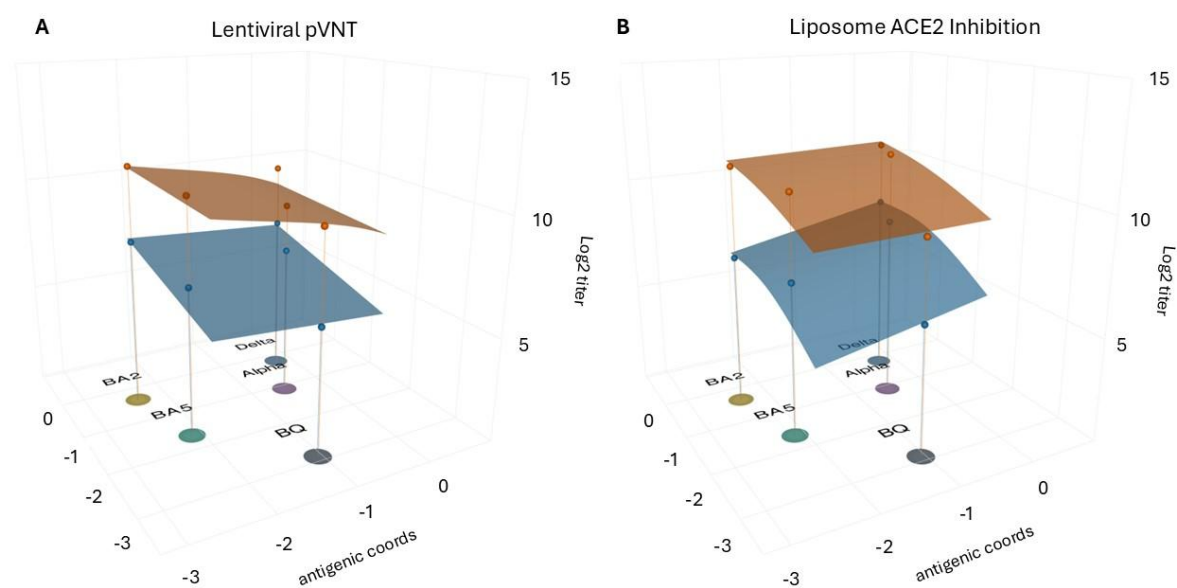 A
Lentiviral pVNT
15
10
5
Log2 titer
Delta
Alpha
BA2
BA5
BQ
0
-1
-2
-3
-3
-2
-1
0
antigenic coords
B
Liposome ACE2 Inhibition
15
10
5
Log2 titer
Delta
Alpha
BA2
BA5
BQ
0
-1
-2
-3
-3
-2
-1
0
antigenic coords